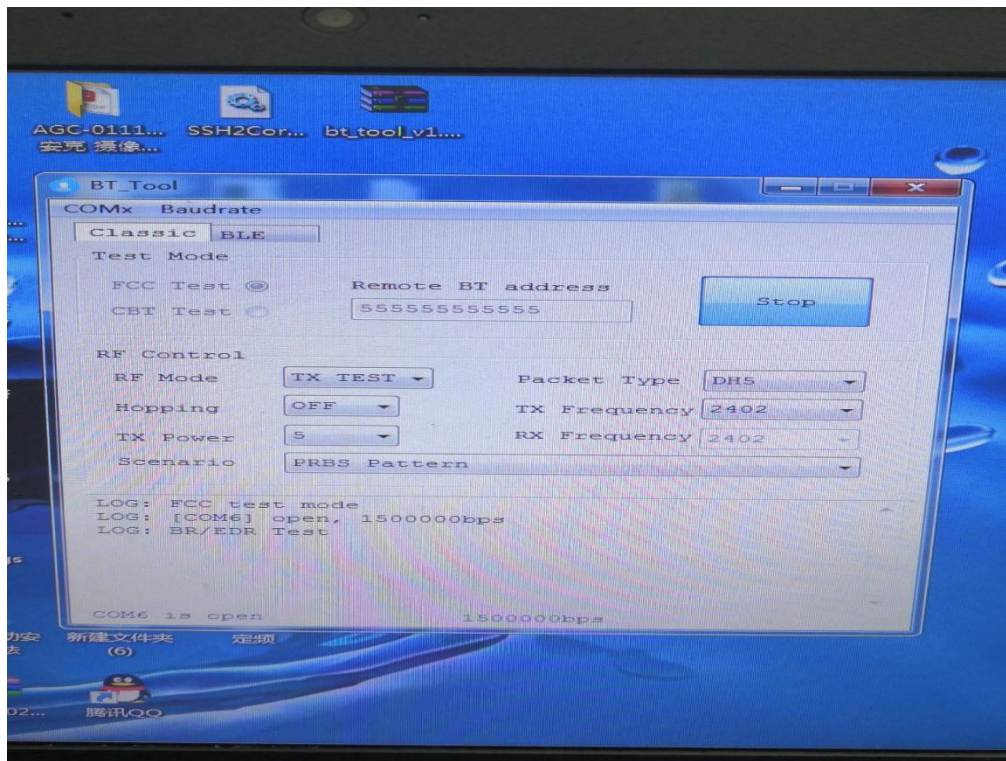 AGC-0111... SSH2Cor... bt_tool_v1....
安克 摄像...
BT_Tool
COMx Baudrate
Classic BLE
Test Mode
FCC Test Remote BT address
CBT Test 555555555555
Stop
RF Control
RF Mode TX TEST Packet Type DH5
Hopping OFF TX Frequency 2402
TX Power 5 RX Frequency 2402
Scenario PRBS Pattern
LOG: FCC test mode
LOG: [COM6] open, 1500000bps
LOG: BR/EDR Test
COM6 is open 1500000bps
新建文件夹 定频
(6)
02... 腾讯QQ